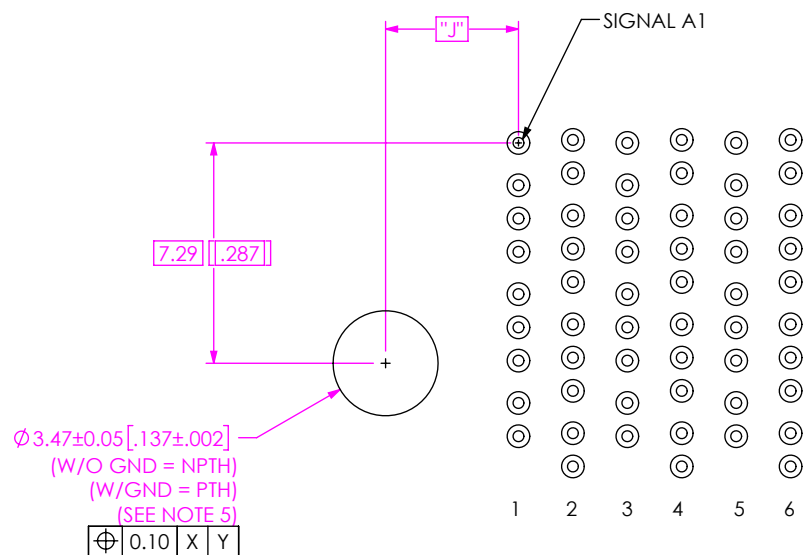 "J"
SIGNAL A1
7.29 [.287]
Ø3.47±0.05[.137±.002]
(W/O GND = NPTH)
(W/GND = PTH)
(SEE NOTE 5)
⌖ 0.10 X Y
1 2 3 4 5 6